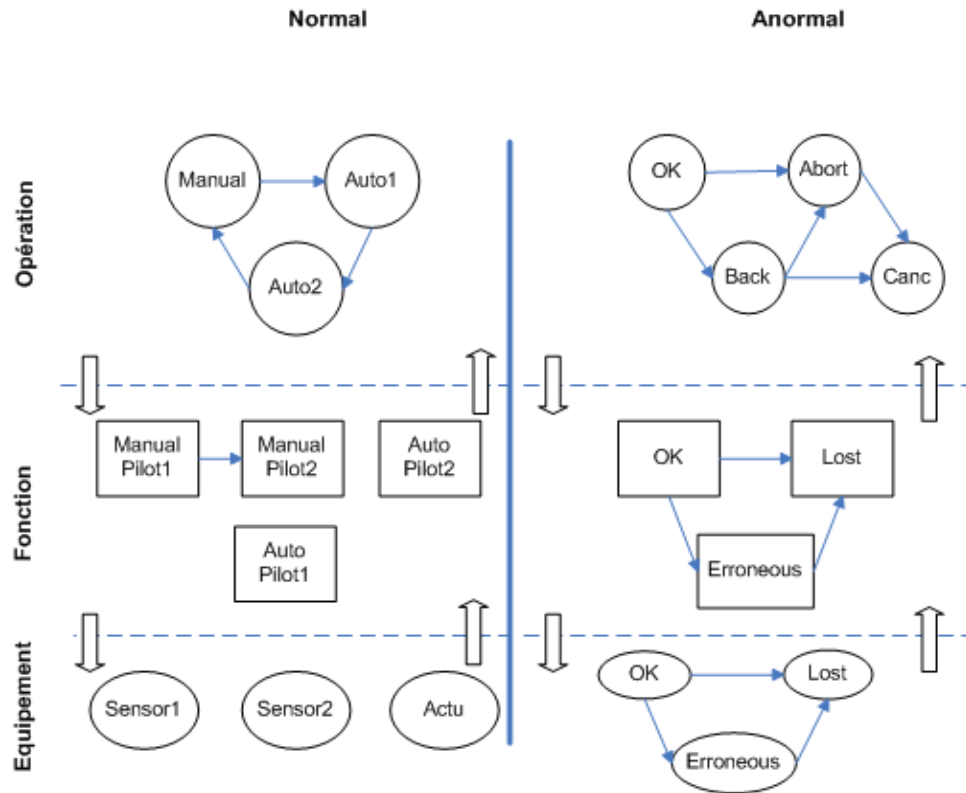 Normal
Anormal
Opération
Manual
Auto1
Auto2
OK
Abort
Back
Canc
Fonction
Manual
Pilot1
Manual
Pilot2
Auto
Pilot2
Auto
Pilot1
OK
Lost
Erroneous
Equipement
Sensor1
Sensor2
Actu
OK
Lost
Erroneous